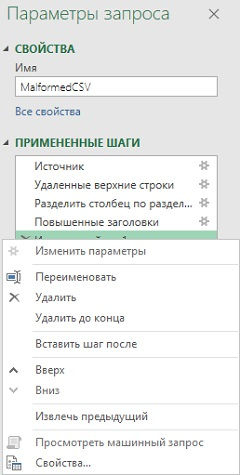 Параметры запроса
СВОЙСТВА
Имя
MalformedCSV
Все свойства
ПРИМЕНЕННЫЕ ШАГИ
Источник
Удаленные верхние строки
Разделить столбец по раздел...
Повышенные заголовки
Изменить параметры
Переименовать
Удалить
Удалить до конца
Вставить шаг после
Вверх
Вниз
Извлечь предыдущий
Просмотреть машинный запрос
Свойства...